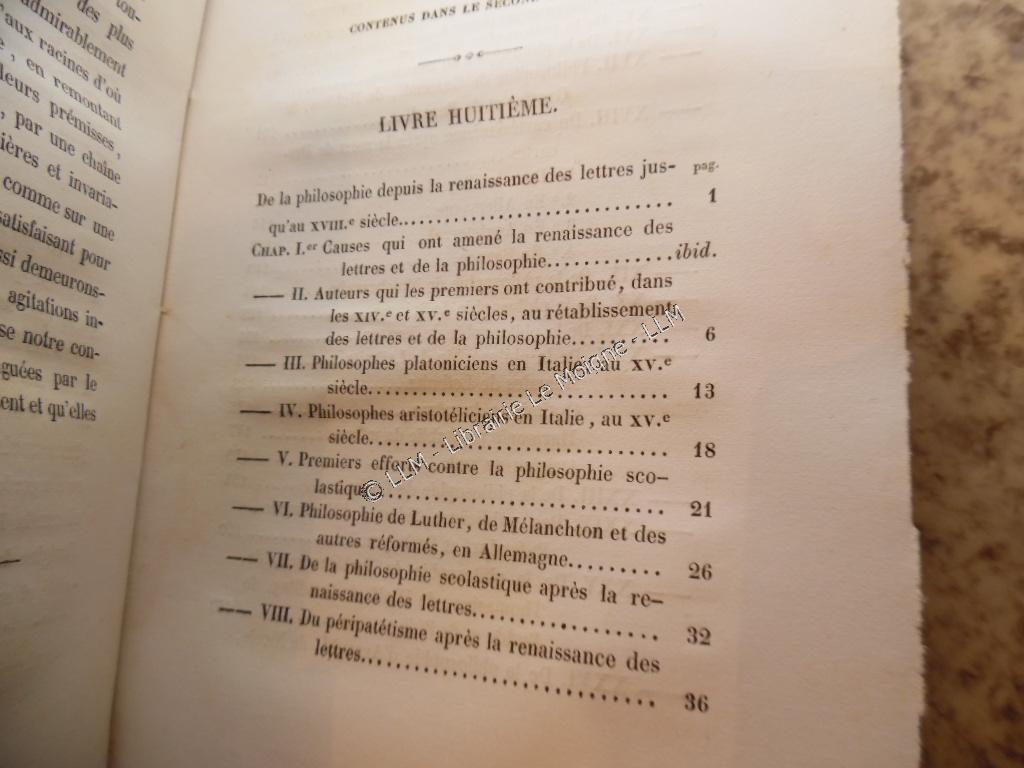 des plus
admirablement
aux racines d'où
, en remontant
leurs prémisses,
, par une chaîne
ières et invaria-
comme sur une
satisfaisant pour
ssi demeurons-
agitations in-
se notre con-
guées par le
ent et qu'elles
CONTENUS DANS LE SECOND
LIVRE HUITIÈME.
De la philosophie depuis la renaissance des lettres jus- pag.
qu'au XVIII.e siècle............................ 1
CHAP. I.er Causes qui ont amené la renaissance des
lettres et de la philosophie............. ibid.
—— II. Auteurs qui les premiers ont contribué, dans
les XIV.e et XV.e siècles, au rétablissement
des lettres et de la philosophie.......... 6
—— III. Philosophes platoniciens en Italie, au XV.e
siècle............................... 13
—— IV. Philosophes aristotéliciens en Italie, au XV.e
siècle............................... 18
—— V. Premiers efforts contre la philosophie sco-
lastique............................. 21
—— VI. Philosophie de Luther, de Mélanchton et des
autres réformés, en Allemagne......... 26
—— VII. De la philosophie scolastique après la re-
naissance des lettres.................. 32
—— VIII. Du péripatétisme après la renaissance des
lettres.............................. 36
© LLM - Librairie Le Moigne - LLM